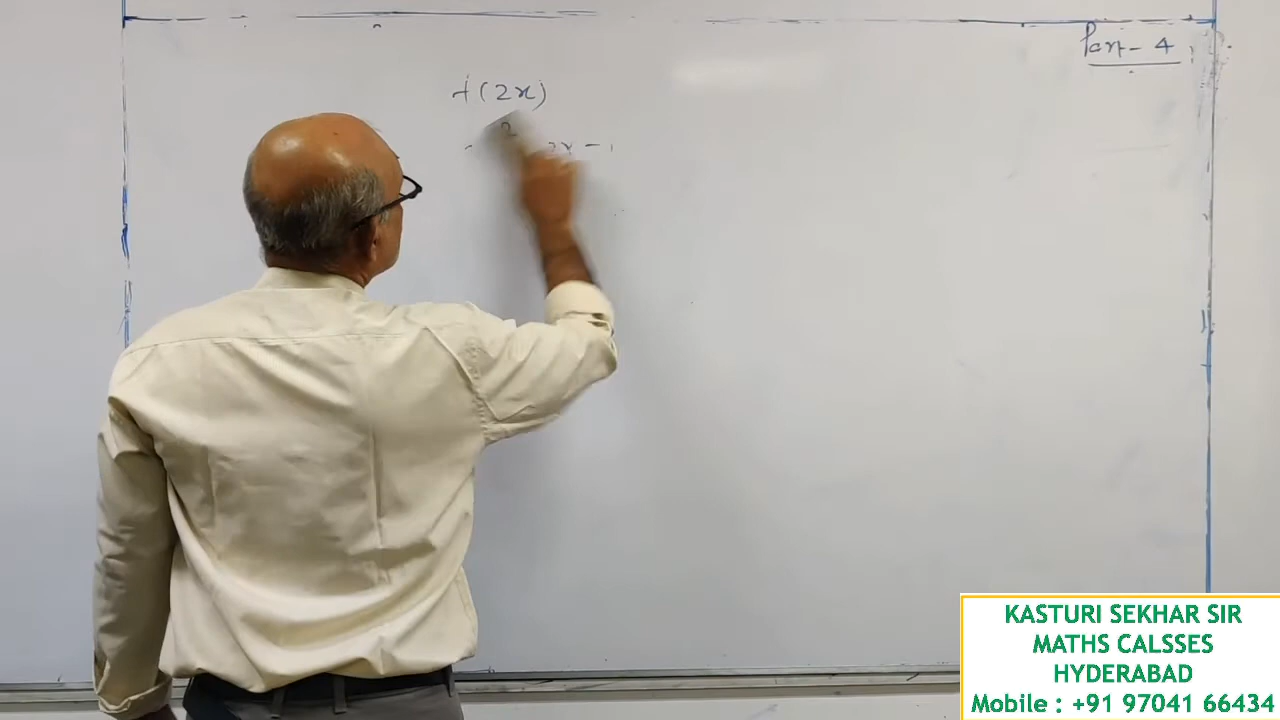 Part - 4
f(2x)
KASTURI SEKHAR SIR
MATHS CALSSES
HYDERABAD
Mobile : +91 97041 66434